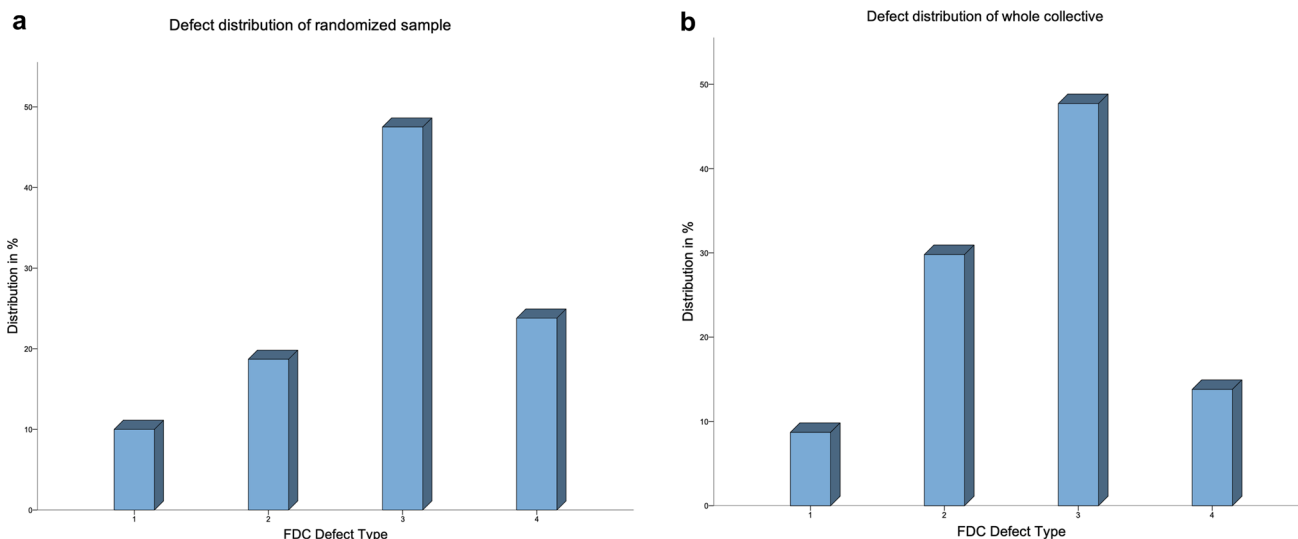 a
Defect distribution of randomized sample
50
40
30
20
10
0
Distribution in %
1 2 3 4
FDC Defect Type
b
Defect distribution of whole collective
50
40
30
20
10
0
Distribution in %
1 2 3 4
FDC Defect Type